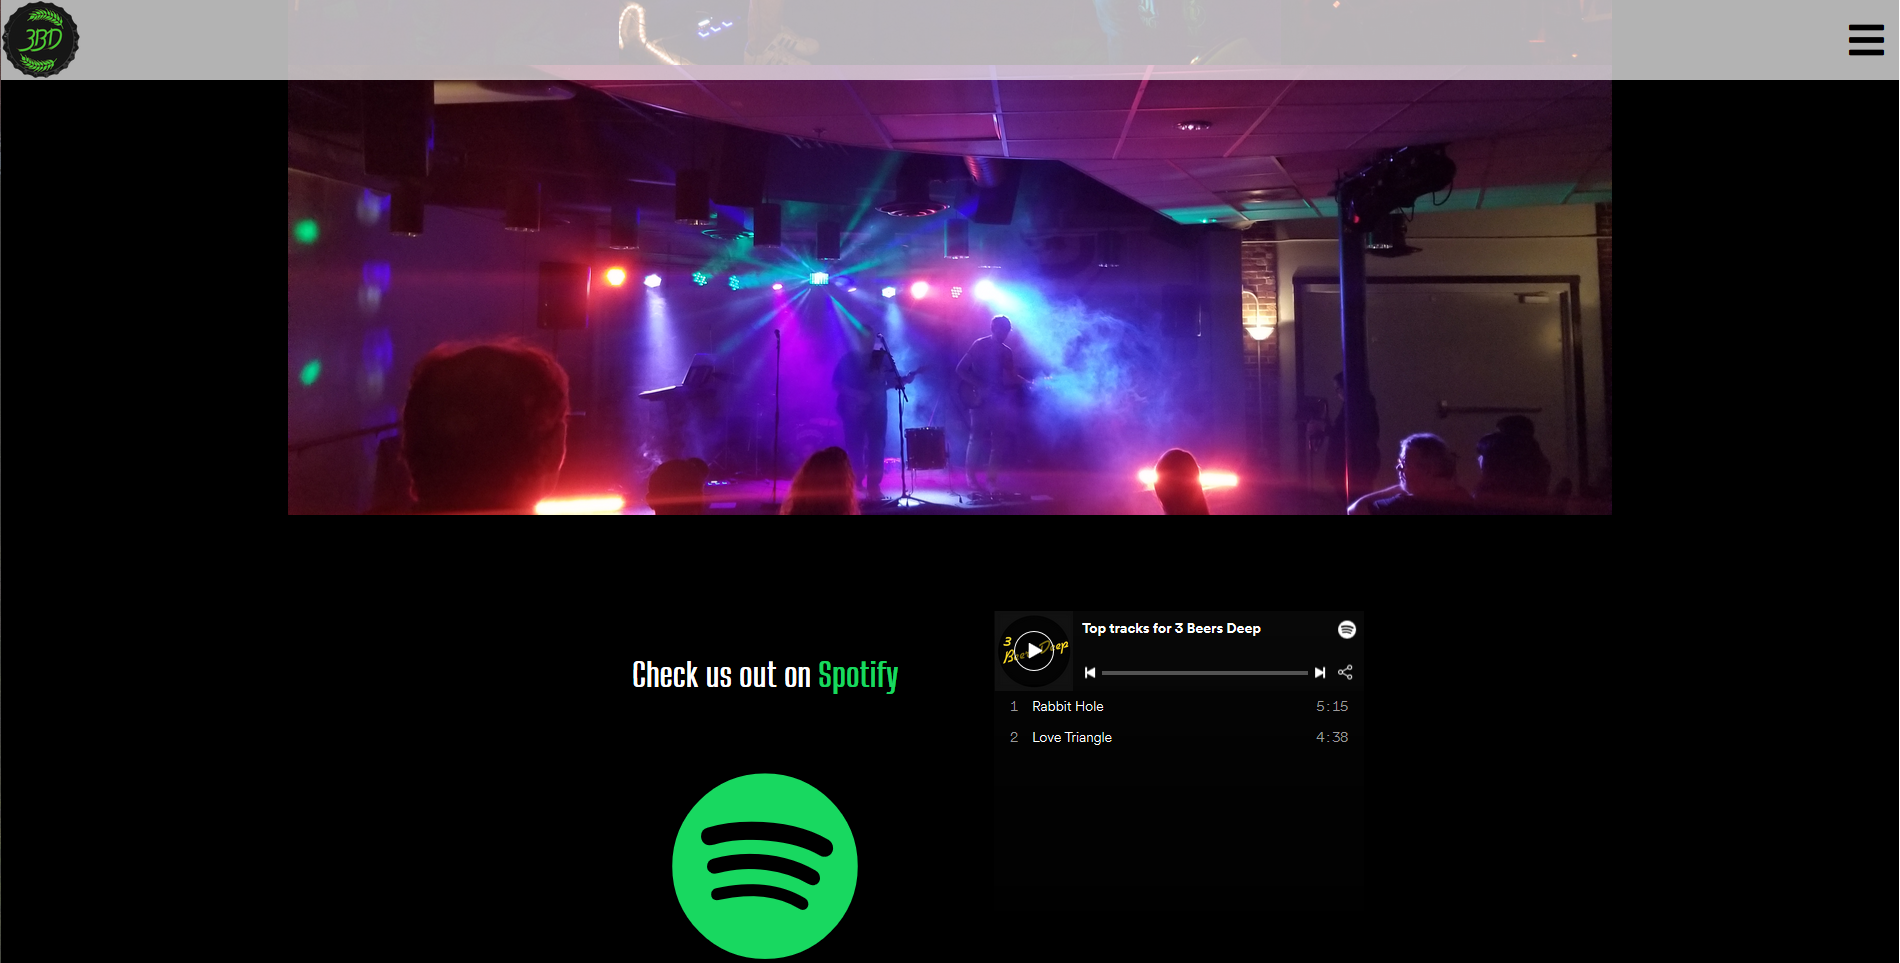 3BD
Check us out on Spotify
3 Beers Deep
Top tracks for 3 Beers Deep
1 Rabbit Hole 5:15
2 Love Triangle 4:38